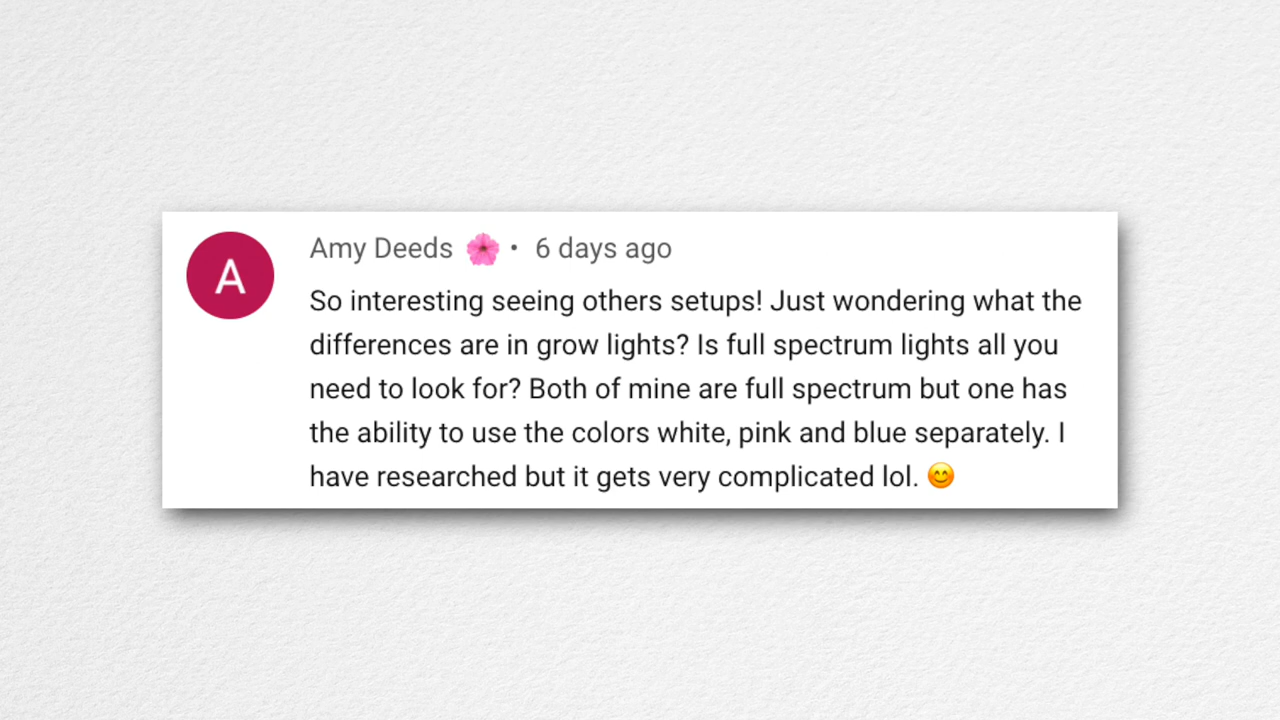 A
Amy Deeds 🌸 • 6 days ago
So interesting seeing others setups! Just wondering what the
differences are in grow lights? Is full spectrum lights all you
need to look for? Both of mine are full spectrum but one has
the ability to use the colors white, pink and blue separately. I
have researched but it gets very complicated lol. 😊